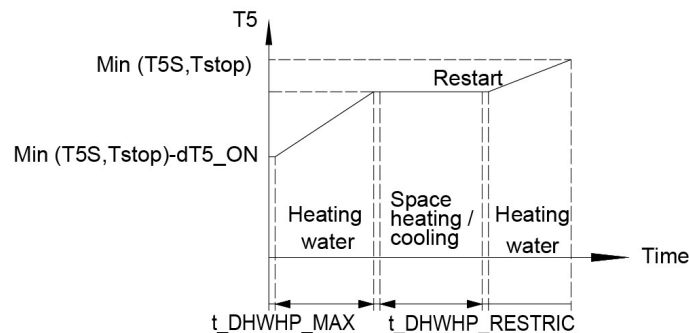 T5
Min (T5S,Tstop)
Restart
Min (T5S,Tstop)-dT5_ON
Heating
water
Space
heating /
cooling
Heating
water
Time
t_DHWHP_MAX
t_DHWHP_RESTRIC